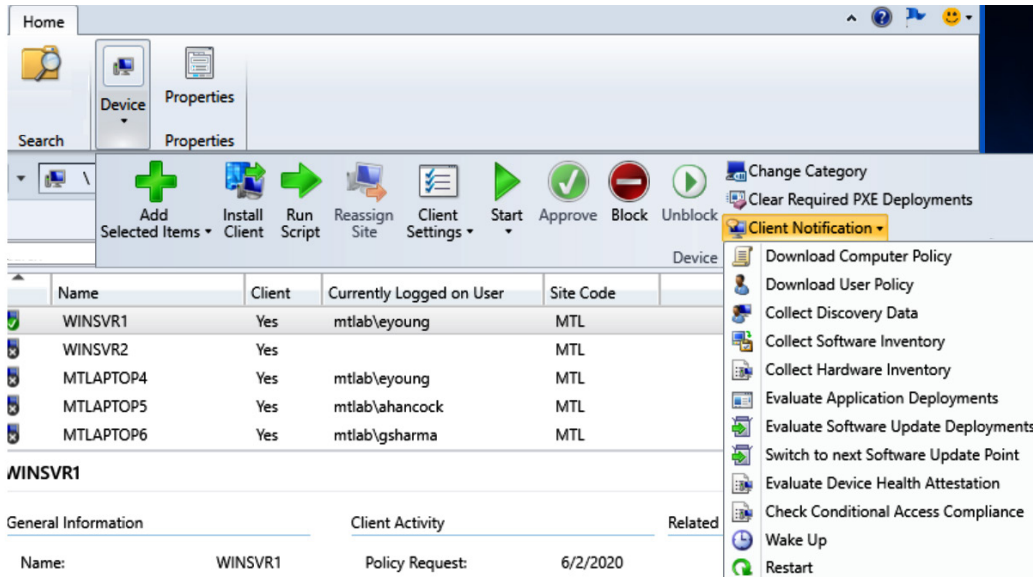 Home
Search
Device
Properties
Properties
\
Add
Selected Items
Install
Client
Run
Script
Reassign
Site
Client
Settings
Start
Approve
Block
Unblock
Device
Change Category
Clear Required PXE Deployments
Client Notification
Download Computer Policy
Download User Policy
Collect Discovery Data
Collect Software Inventory
Collect Hardware Inventory
Evaluate Application Deployments
Evaluate Software Update Deployments
Switch to next Software Update Point
Evaluate Device Health Attestation
Check Conditional Access Compliance
Wake Up
Restart
Name Client Currently Logged on User Site Code
WINSVR1 Yes mtlab\eyoung MTL
WINSVR2 Yes MTL
MTLAPTOP4 Yes mtlab\eyoung MTL
MTLAPTOP5 Yes mtlab\ahancock MTL
MTLAPTOP6 Yes mtlab\gsharma MTL
WINSVR1
General Information Client Activity Related
Name: WINSVR1 Policy Request: 6/2/2020